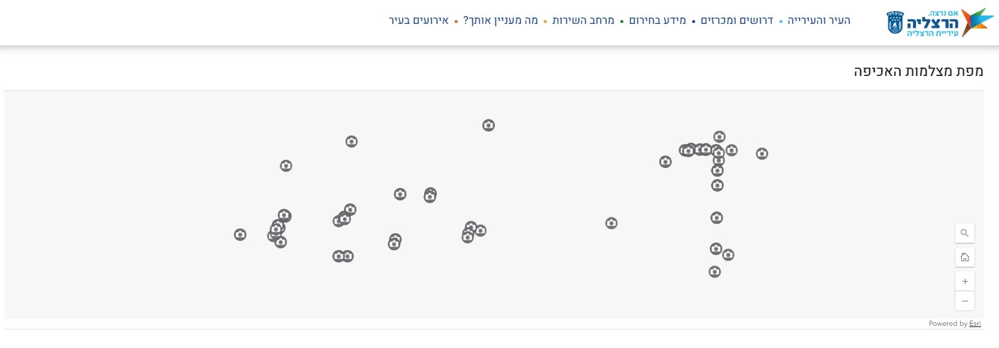 אם נרצה.
הרצליה
עיריית הרצליה
הרצליה
העיר והעירייה • דרושים ומכרזים • מידע בחירום • מרחב השירות • מה מעניין אותך? • אירועים בעיר
מפת מצלמות האכיפה
Powered by Esri